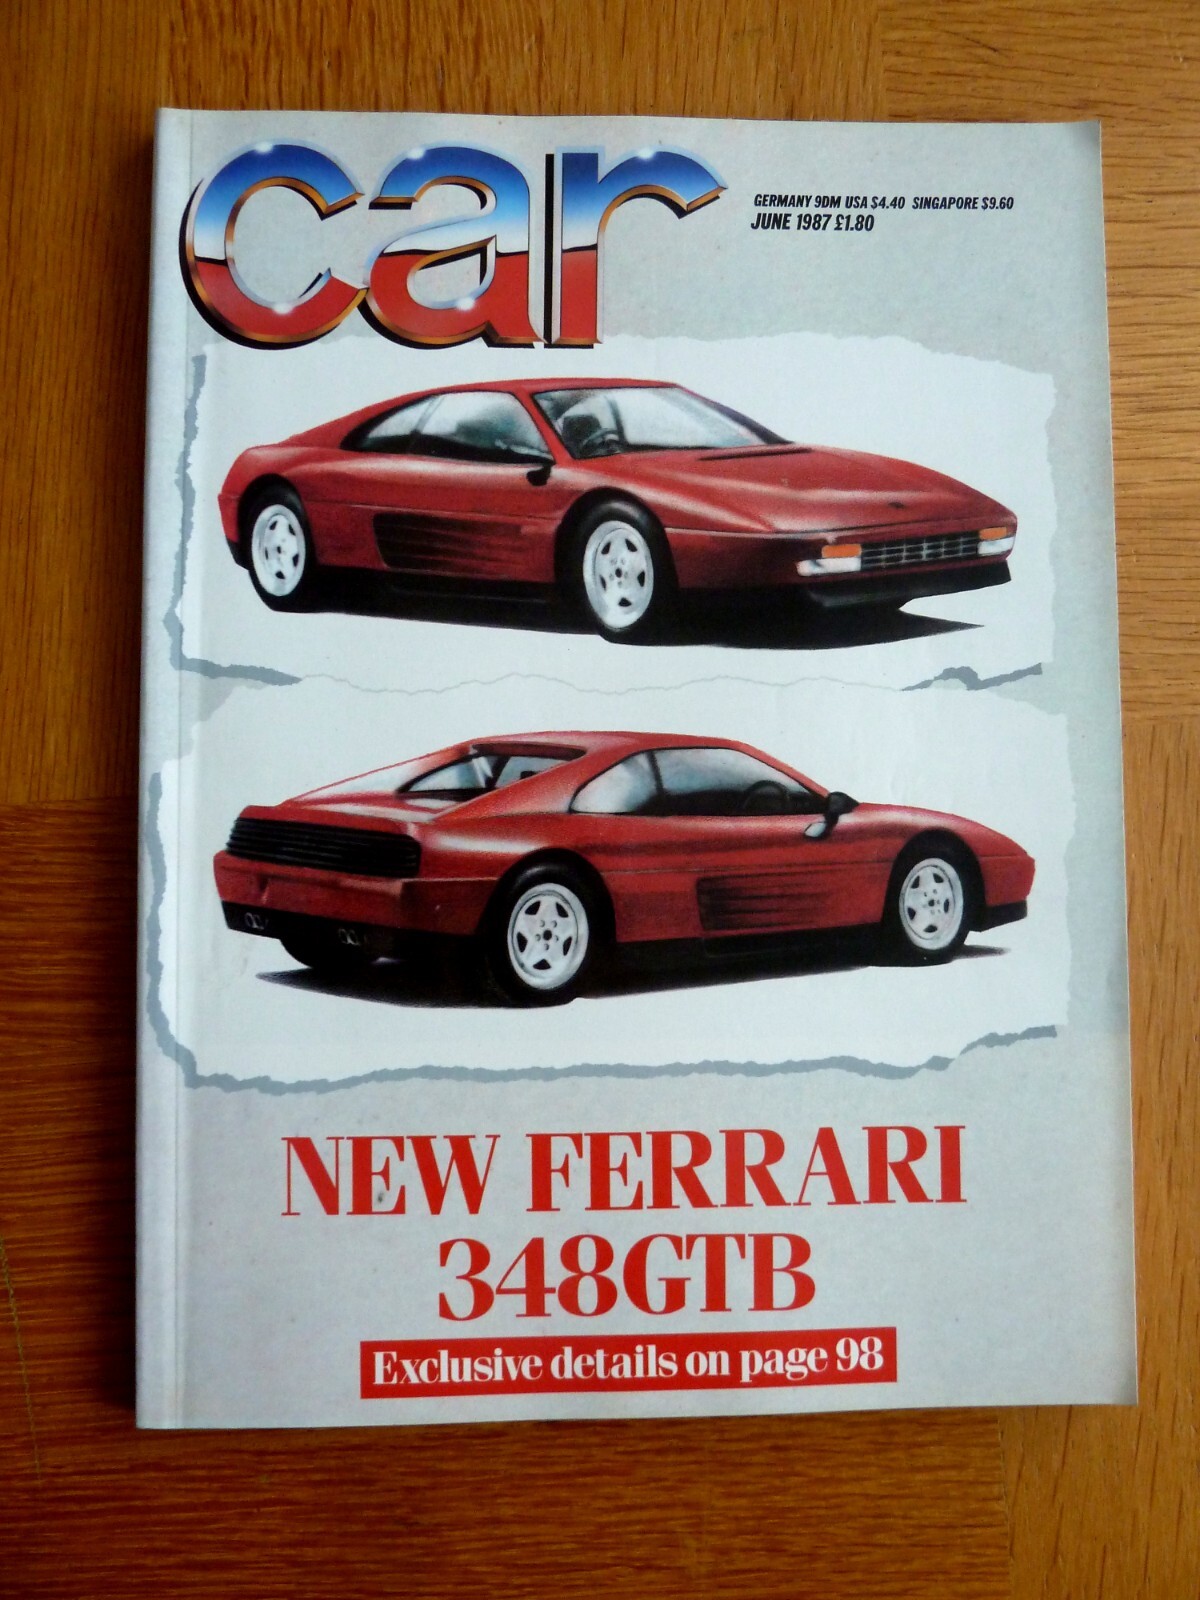 car
GERMANY 9DM USA $4.40 SINGAPORE $9.60
JUNE 1987 £1.80
NEW FERRARI
348GTB
Exclusive details on page 98